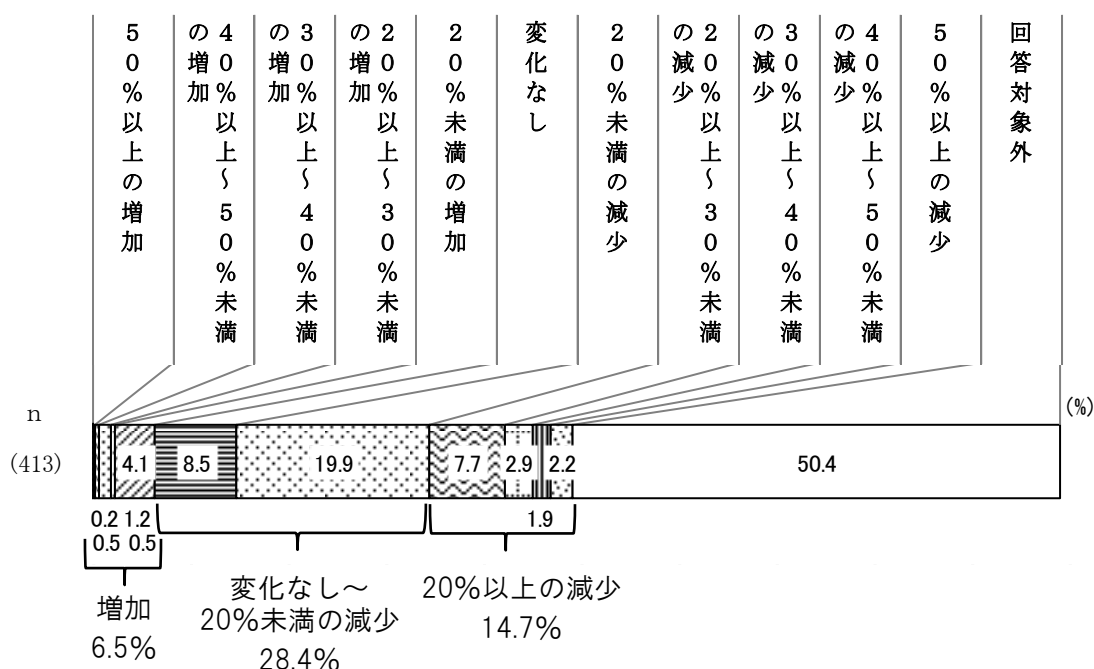 50%以上の増加
40%以上～50%未満
の増加
30%以上～40%未満
の増加
20%以上～30%未満
の増加
20%未満の増加
変化なし
20%未満の減少
20%以上～30%未満
の減少
30%以上～40%未満
の減少
40%以上～50%未満
の減少
50%以上の減少
回答対象外
n
(%)
(413)
4.1
8.5
19.9
7.7
2.9
2.2
50.4
0.2
1.2
1.9
0.5
0.5
増加
6.5%
変化なし～
20%未満の減少
28.4%
20%以上の減少
14.7%